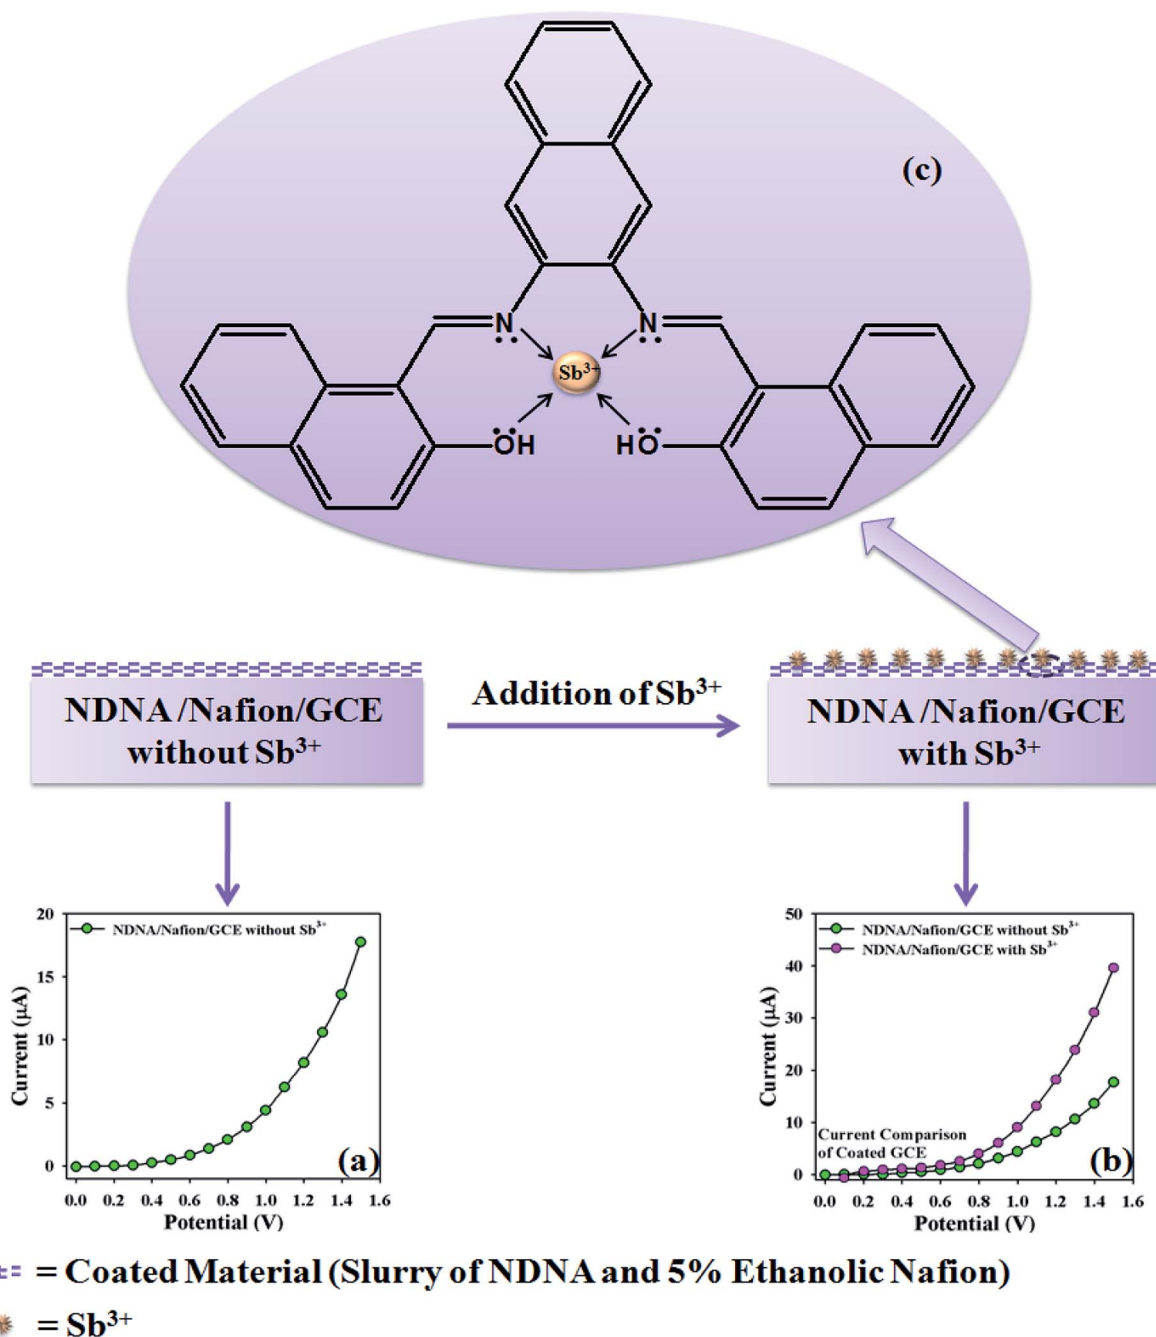 (c)
N
N
Sb³⁺
OH
HO
NDNA/Nafion/GCE
without Sb³⁺
Addition of Sb³⁺
NDNA/Nafion/GCE
with Sb³⁺
20
15
10
5
0
Current (μA)
NDNA/Nafion/GCE without Sb³⁺
(a)
0.0 0.2 0.4 0.6 0.8 1.0 1.2 1.4 1.6
Potential (V)
50
40
30
20
10
0
Current (μA)
NDNA/Nafion/GCE without Sb³⁺
NDNA/Nafion/GCE with Sb³⁺
Current Comparison
of Coated GCE
(b)
0.0 0.2 0.4 0.6 0.8 1.0 1.2 1.4 1.6
Potential (V)
= Coated Material (Slurry of NDNA and 5% Ethanolic Nafion)
= Sb³⁺